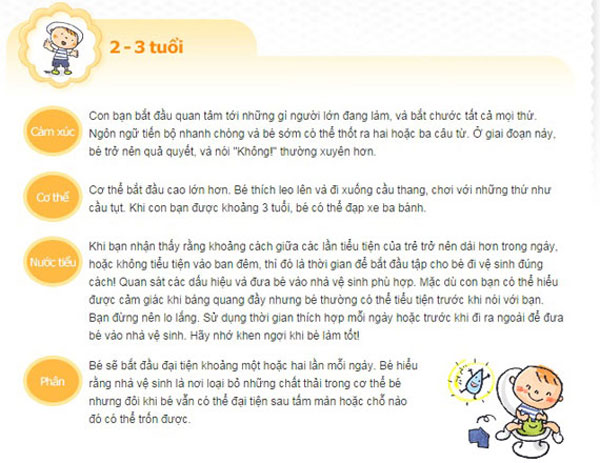 2 - 3 tuổi
Cảm xúc
Con bạn bắt đầu quan tâm tới những gì người lớn đang làm, và bắt chước tất cả mọi thứ.
Ngôn ngữ tiến bộ nhanh chóng và bé sớm có thể thốt ra hai hoặc ba câu từ. Ở giai đoạn này,
bé trở nên quả quyết, và nói "Không!" thường xuyên hơn.
Cơ thể
Cơ thể bắt đầu cao lớn hơn. Bé thích leo lên và đi xuống cầu thang, chơi với những thứ như
cầu tụt. Khi con bạn được khoảng 3 tuổi, bé có thể đạp xe ba bánh.
Nước tiểu
Khi bạn nhận thấy rằng khoảng cách giữa các lần tiểu tiện của trẻ trở nên dài hơn trong ngày,
hoặc không tiểu tiện vào ban đêm, thì đó là thời gian để bắt đầu tập cho bé đi vệ sinh đúng
cách! Quan sát các dấu hiệu và đưa bé vào nhà vệ sinh phù hợp. Mặc dù con bạn có thể hiểu
được cảm giác khi bàng quang đầy nhưng bé thường có thể tiểu tiện trước khi nói với bạn.
Bạn đừng nên lo lắng. Sử dụng thời gian thích hợp mỗi ngày hoặc trước khi đi ra ngoài để đưa
bé vào nhà vệ sinh. Hãy nhớ khen ngợi khi bé làm tốt!
Phân
Bé sẽ bắt đầu đại tiện khoảng một hoặc hai lần mỗi ngày. Bé hiểu
rằng nhà vệ sinh là nơi loại bỏ những chất thải trong cơ thể bé
nhưng đôi khi bé vẫn có thể đại tiện sau tấm màn hoặc chỗ nào
đó có thể trốn được.